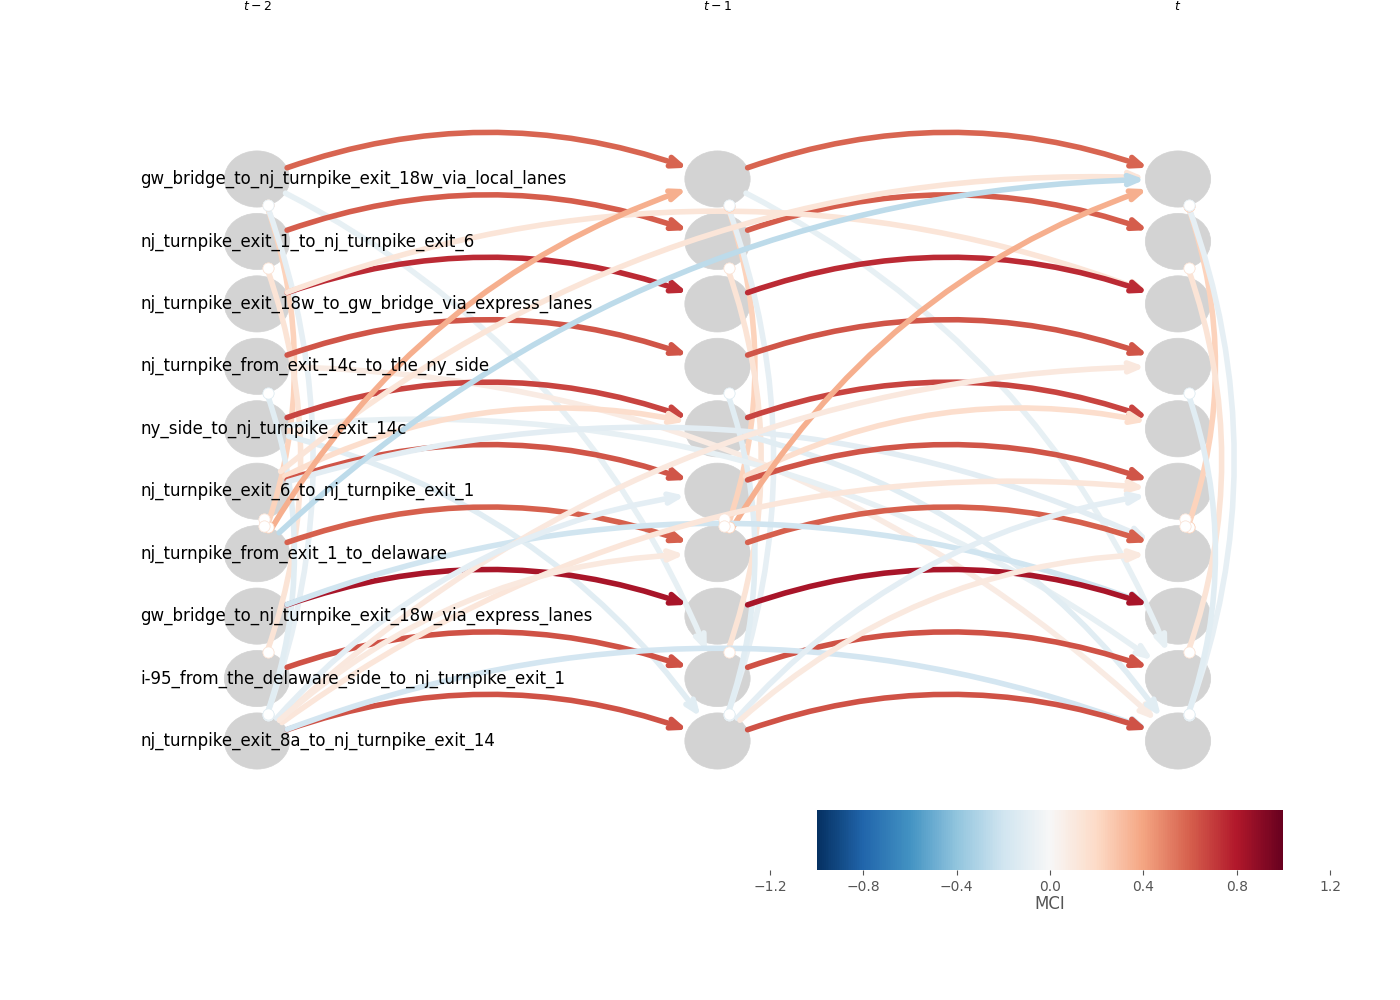 t − 2 t − 1 t
gw_bridge_to_nj_turnpike_exit_18w_via_local_lanes
nj_turnpike_exit_1_to_nj_turnpike_exit_6
nj_turnpike_exit_18w_to_gw_bridge_via_express_lanes
nj_turnpike_from_exit_14c_to_the_ny_side
ny_side_to_nj_turnpike_exit_14c
nj_turnpike_exit_6_to_nj_turnpike_exit_1
nj_turnpike_from_exit_1_to_delaware
gw_bridge_to_nj_turnpike_exit_18w_via_express_lanes
i-95_from_the_delaware_side_to_nj_turnpike_exit_1
nj_turnpike_exit_8a_to_nj_turnpike_exit_14
−1.2 −0.8 −0.4 0.0 0.4 0.8 1.2
MCI